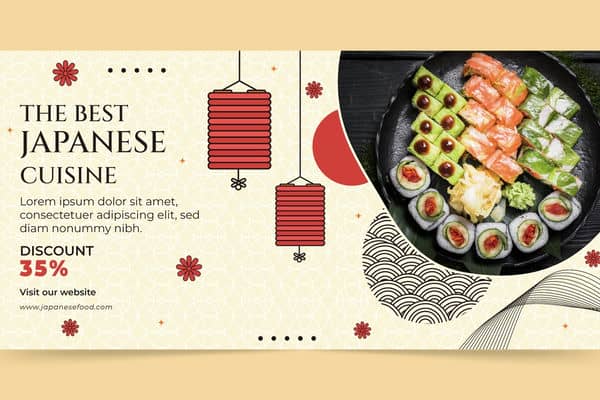 THE BEST
JAPANESE
CUISINE
Lorem ipsum dolor sit amet,
consectetuer adipiscing elit, sed
diam nonummy nibh.
DISCOUNT
35%
Visit our website
www.japanesefood.com